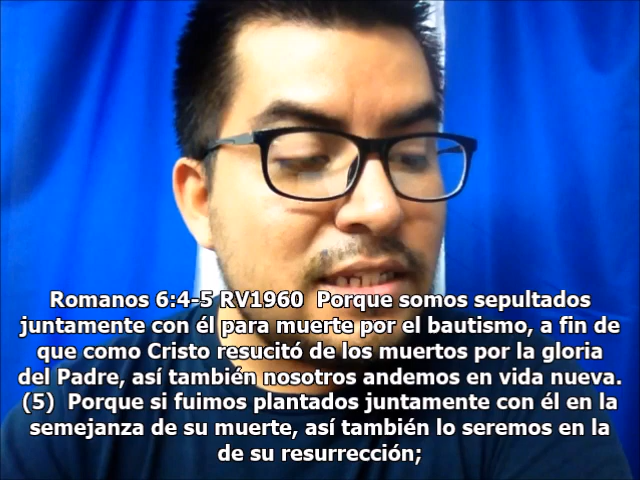 Romanos 6:4-5 RV1960  Porque somos sepultados
juntamente con él para muerte por el bautismo, a fin de
que como Cristo resucitó de los muertos por la gloria
del Padre, así también nosotros andemos en vida nueva.
(5)  Porque si fuimos plantados juntamente con él en la
semejanza de su muerte, así también lo seremos en la
de su resurrección;